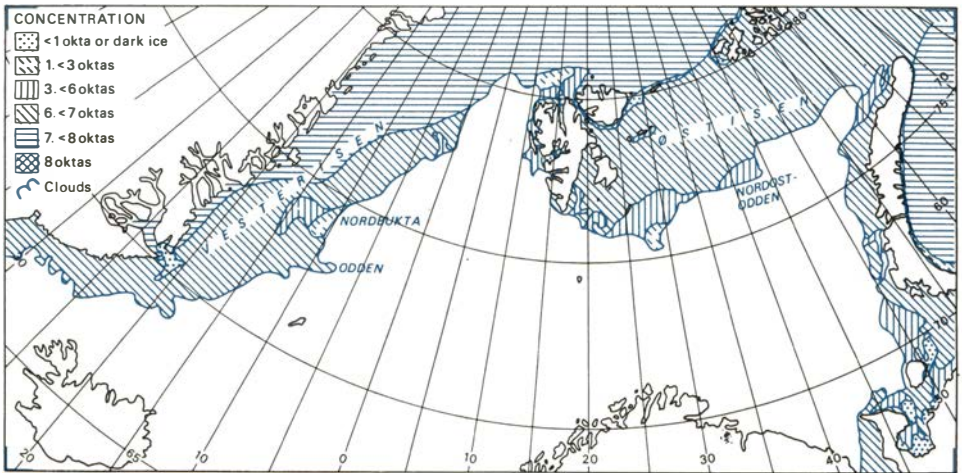 CONCENTRATION
<1 okta or dark ice
1.<3 oktas
3.<6 oktas
6.<7 oktas
7.<8 oktas
8 oktas
Clouds
80
70
75
VESTER ISEN
ØSTISEN
NORDOST-
ODDEN
NORDBUKTA
ODDEN
60
70
20
65
10
0
10
20
30
40